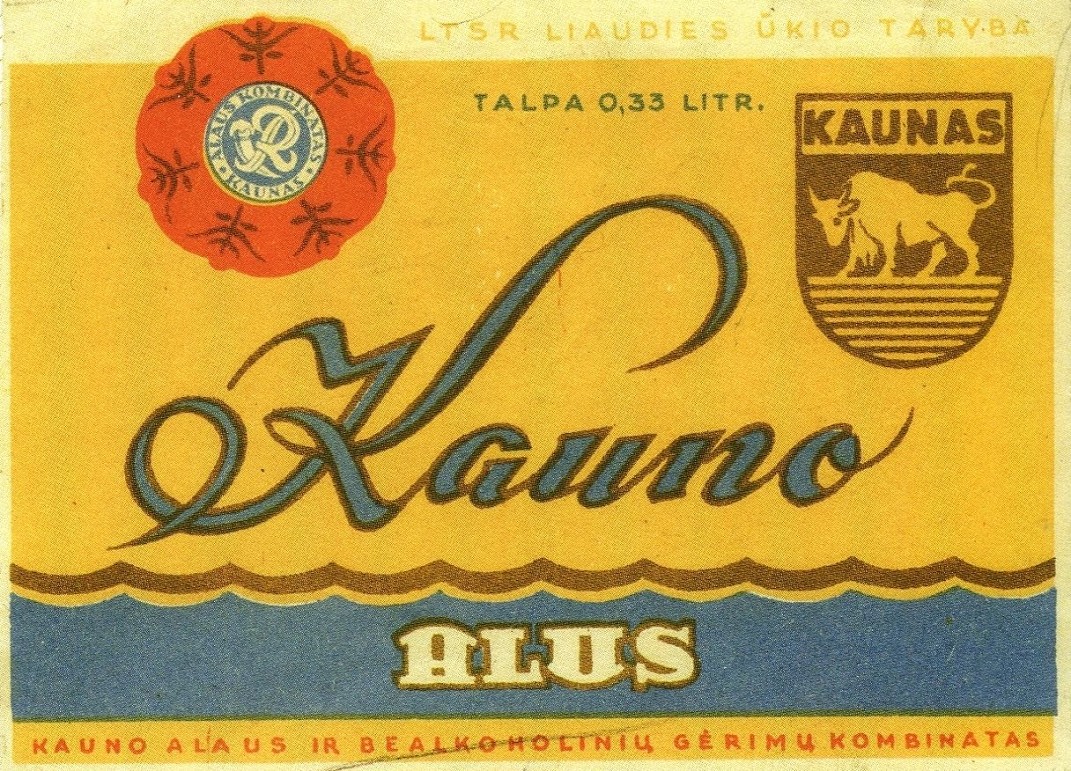 LTSR LIAUDIES ŪKIO TARYBA
TALPA 0,33 LITR.
ALAUS KOMBINATAS
KAUNAS
KAUNAS
Kauno
ALUS
KAUNO ALAUS IR BEALKOHOLINIŲ GĖRIMŲ KOMBINATAS